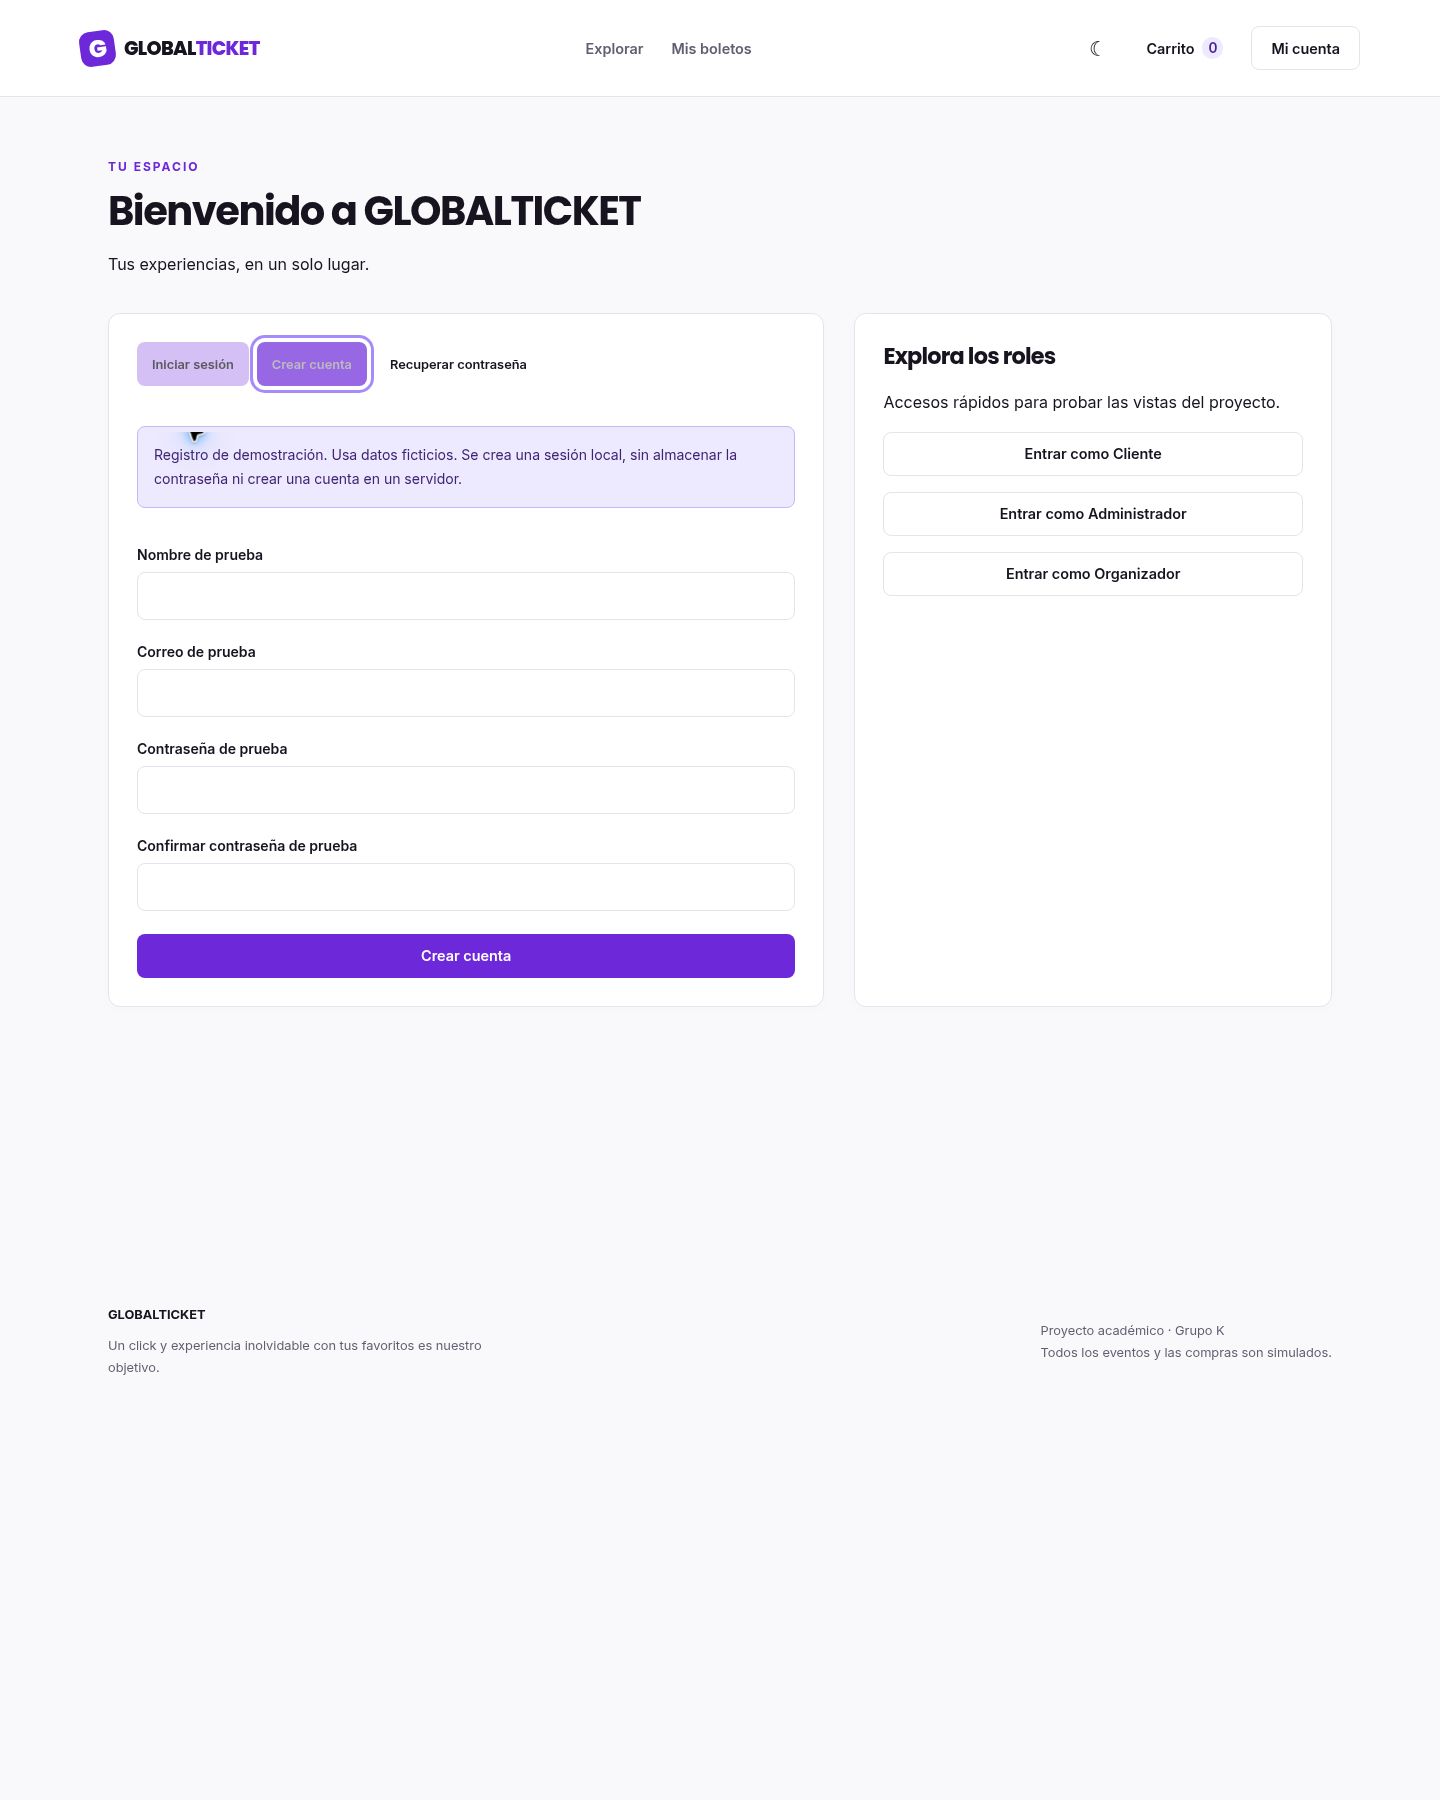 G GLOBALTICKET
Explorar
Mis boletos
Carrito 0
Mi cuenta
TU ESPACIO
Bienvenido a GLOBALTICKET
Tus experiencias, en un solo lugar.
Iniciar sesión
Crear cuenta
Recuperar contraseña
Registro de demostración. Usa datos ficticios. Se crea una sesión local, sin almacenar la
contraseña ni crear una cuenta en un servidor.
Nombre de prueba
Correo de prueba
Contraseña de prueba
Confirmar contraseña de prueba
Crear cuenta
Explora los roles
Accesos rápidos para probar las vistas del proyecto.
Entrar como Cliente
Entrar como Administrador
Entrar como Organizador
GLOBALTICKET
Un click y experiencia inolvidable con tus favoritos es nuestro
objetivo.
Proyecto académico · Grupo K
Todos los eventos y las compras son simulados.